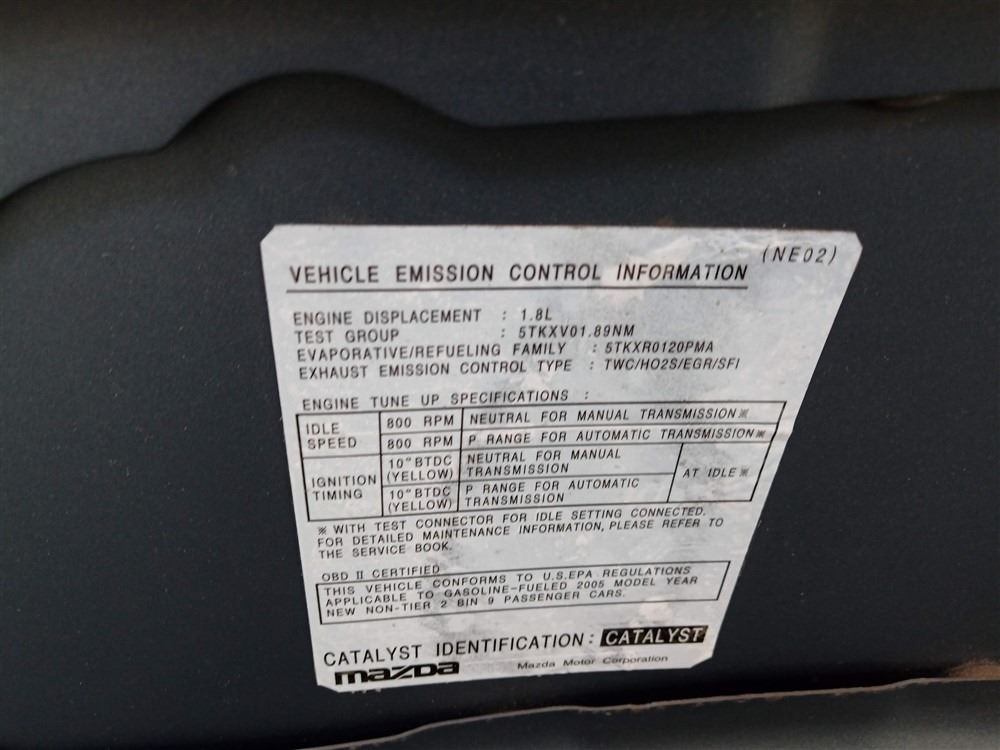 (NE02)
VEHICLE EMISSION CONTROL INFORMATION
ENGINE DISPLACEMENT : 1.8L
TEST GROUP : 5TKXV01.89NM
EVAPORATIVE/REFUELING FAMILY : 5TKXR0120PMA
EXHAUST EMISSION CONTROL TYPE : TWC/HO2S/EGR/SFI
ENGINE TUNE UP SPECIFICATIONS :
IDLE SPEED 800 RPM NEUTRAL FOR MANUAL TRANSMISSION※
800 RPM P RANGE FOR AUTOMATIC TRANSMISSION※
IGNITION TIMING 10°BTDC (YELLOW) NEUTRAL FOR MANUAL TRANSMISSION AT IDLE※
10°BTDC (YELLOW) P RANGE FOR AUTOMATIC TRANSMISSION
※ WITH TEST CONNECTOR FOR IDLE SETTING CONNECTED.
FOR DETAILED MAINTENANCE INFORMATION, PLEASE REFER TO
THE SERVICE BOOK.
OBD II CERTIFIED
THIS VEHICLE CONFORMS TO U.S.EPA REGULATIONS
APPLICABLE TO GASOLINE-FUELED 2005 MODEL YEAR
NEW NON-TIER 2 BIN 9 PASSENGER CARS.
CATALYST IDENTIFICATION : CATALYST
mazda Mazda Motor Corporation